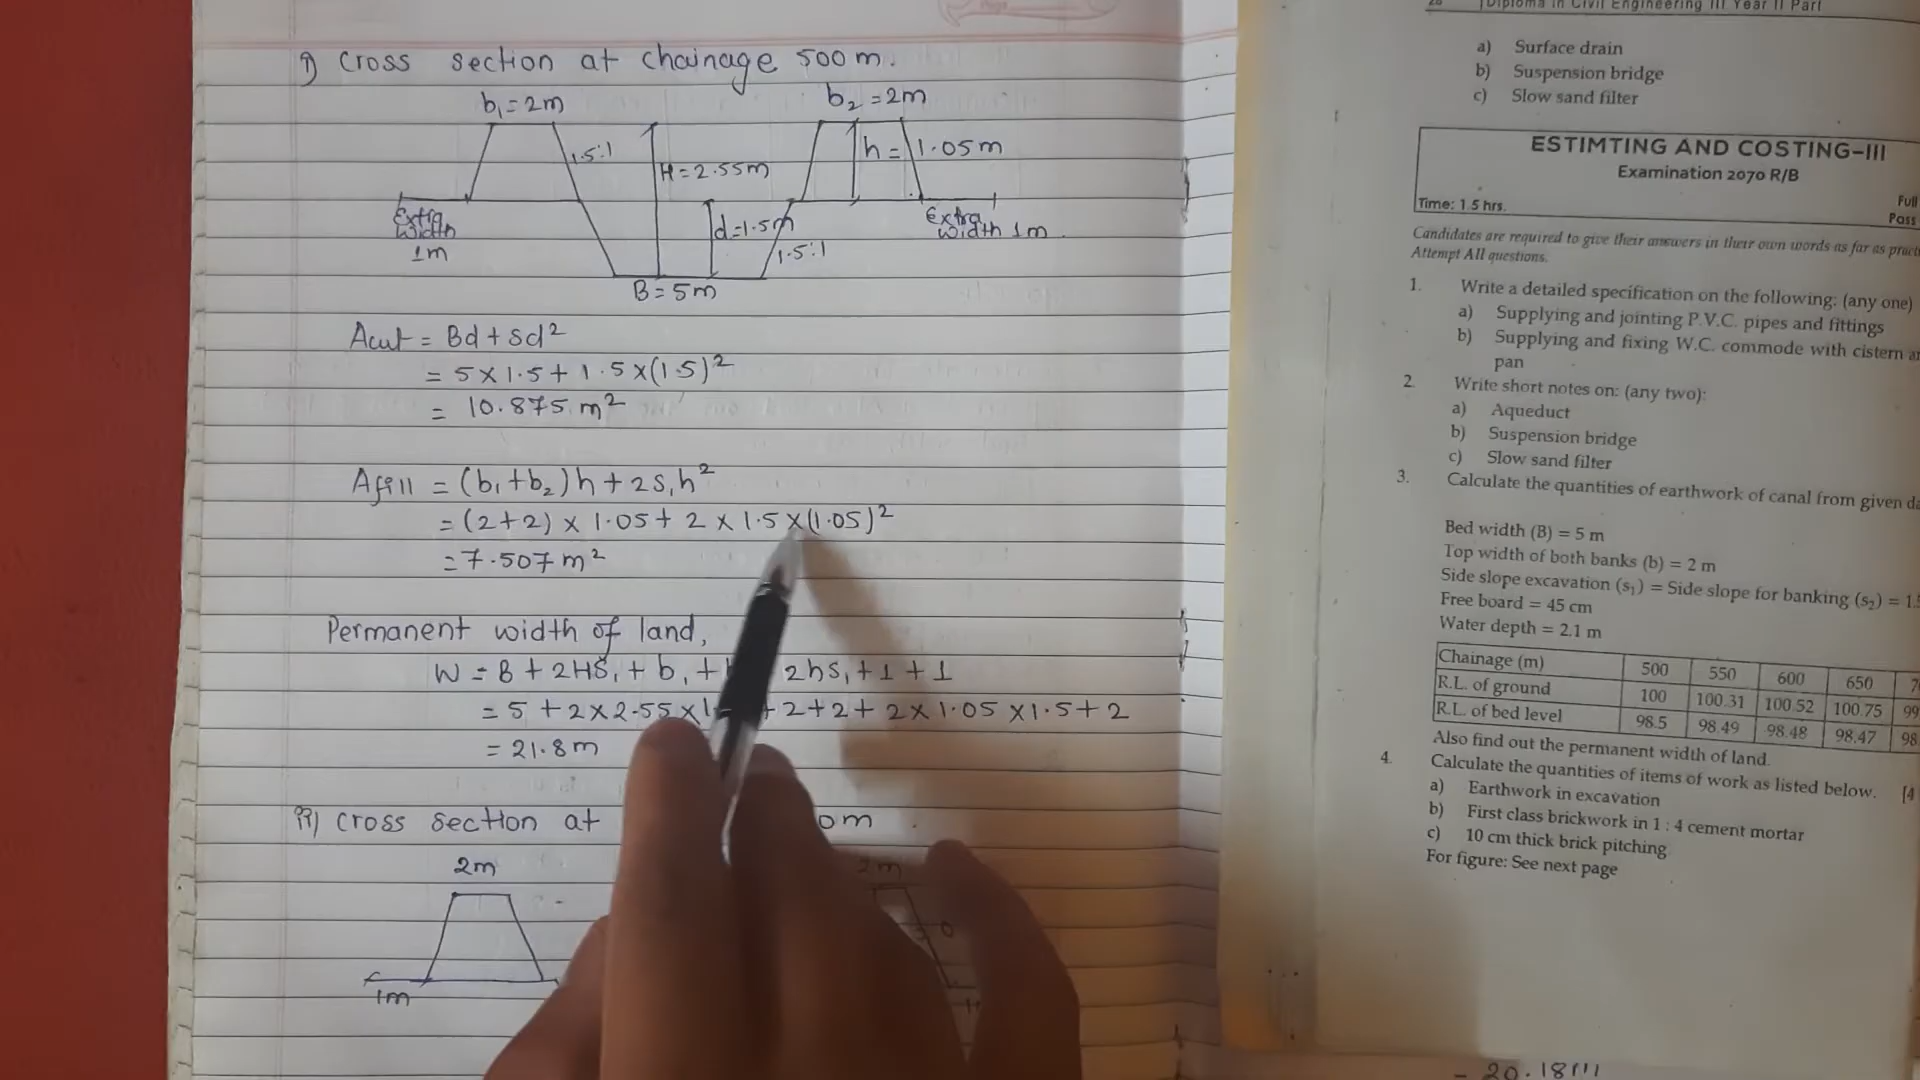 i) Cross section at chainage 500 m.
b₁ = 2m
b₂ = 2m
1.5:1
H = 2.55m
h = 1.05m
Extra
width
1m
d = 1.5m
1.5:1
Extra
width 1m.
B = 5m
Acut = Bd + Sd²
= 5 × 1.5 + 1.5 × (1.5)²
= 10.875 m²
Afill = (b₁+b₂)h + 2S₁h²
= (2+2) × 1.05 + 2 × 1.5 × (1.05)²
= 7.507 m²
Permanent width of land,
W = B + 2HS₁ + b₁ + 2hS₁ + 1 + 1
= 5 + 2 × 2.55 × 1 + 2 + 2 + 2 × 1.05 × 1.5 + 2
= 21.8m
ii) Cross section at 0m
2m
2m
1m
Diploma in Civil Engineering III Year II Part
a) Surface drain
b) Suspension bridge
c) Slow sand filter
ESTIMTING AND COSTING–III
Examination 2070 R/B
Time: 1.5 hrs.
Full
Pass
Candidates are required to give their answers in their own words as far as
Attempt All questions.
1. Write a detailed specification on the following: (any one)
a) Supplying and jointing P.V.C. pipes and fittings
b) Supplying and fixing W.C. commode with cistern
pan
2. Write short notes on: (any two):
a) Aqueduct
b) Suspension bridge
c) Slow sand filter
3. Calculate the quantities of earthwork of canal from given
Bed width (B) = 5 m
Top width of both banks (b) = 2 m
Side slope excavation (s₁) = Side slope for banking (s₂) =
Free board = 45 cm
Water depth = 2.1 m
Chainage (m) 500 550 600 650
R.L. of ground 100 100.31 100.52 100.75 99
R.L. of bed level 98.5 98.49 98.48 98.47 98
Also find out the permanent width of land.
4. Calculate the quantities of items of work as listed below. [4
a) Earthwork in excavation
b) First class brickwork in 1 : 4 cement mortar
c) 10 cm thick brick pitching
For figure: See next page